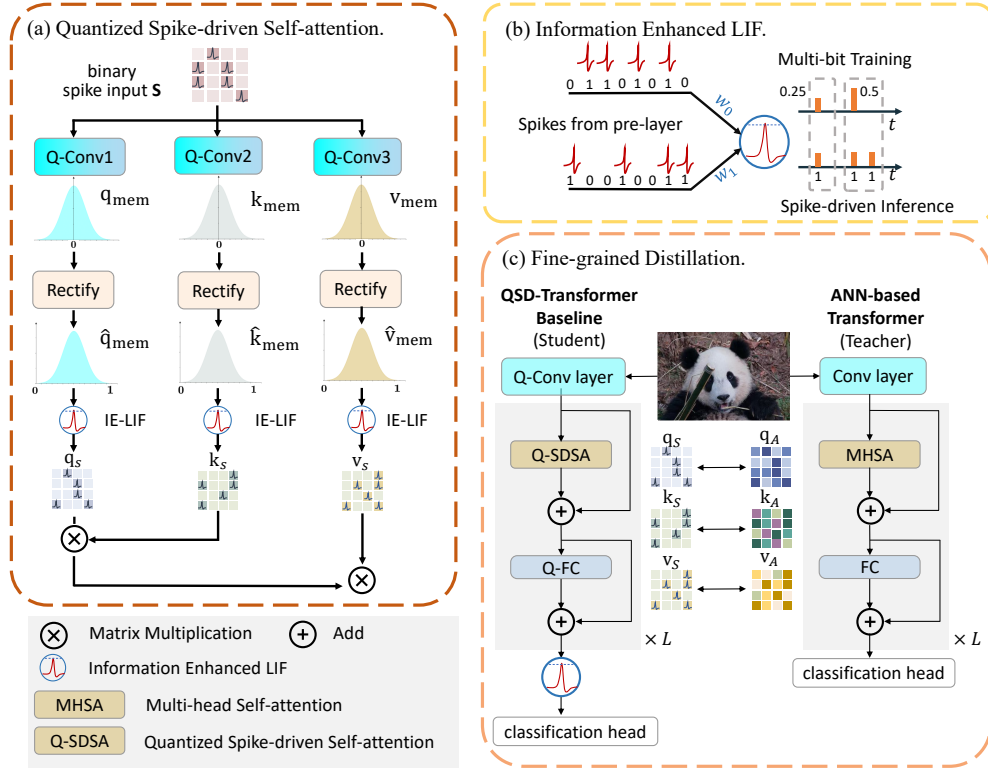 (a) Quantized Spike-driven Self-attention.
binary
spike input S
Q-Conv1
Q-Conv2
Q-Conv3
q_mem
k_mem
v_mem
0
0
0
Rectify
Rectify
Rectify
q̂_mem
k̂_mem
v̂_mem
0 1
0 1
0 1
IE-LIF
IE-LIF
IE-LIF
q_S
k_S
v_S
Matrix Multiplication
Add
Information Enhanced LIF
MHSA
Multi-head Self-attention
Q-SDSA
Quantized Spike-driven Self-attention
(b) Information Enhanced LIF.
0 1 1 0 1 0 1 0
Spikes from pre-layer
1 0 0 1 0 0 1 1
w_0
w_1
Multi-bit Training
0.25
0.5
t
1
1 1
t
Spike-driven Inference
(c) Fine-grained Distillation.
QSD-Transformer
Baseline
(Student)
ANN-based
Transformer
(Teacher)
Q-Conv layer
Conv layer
Q-SDSA
MHSA
q_S
q_A
k_S
k_A
Q-FC
FC
v_S
v_A
× L
× L
classification head
classification head